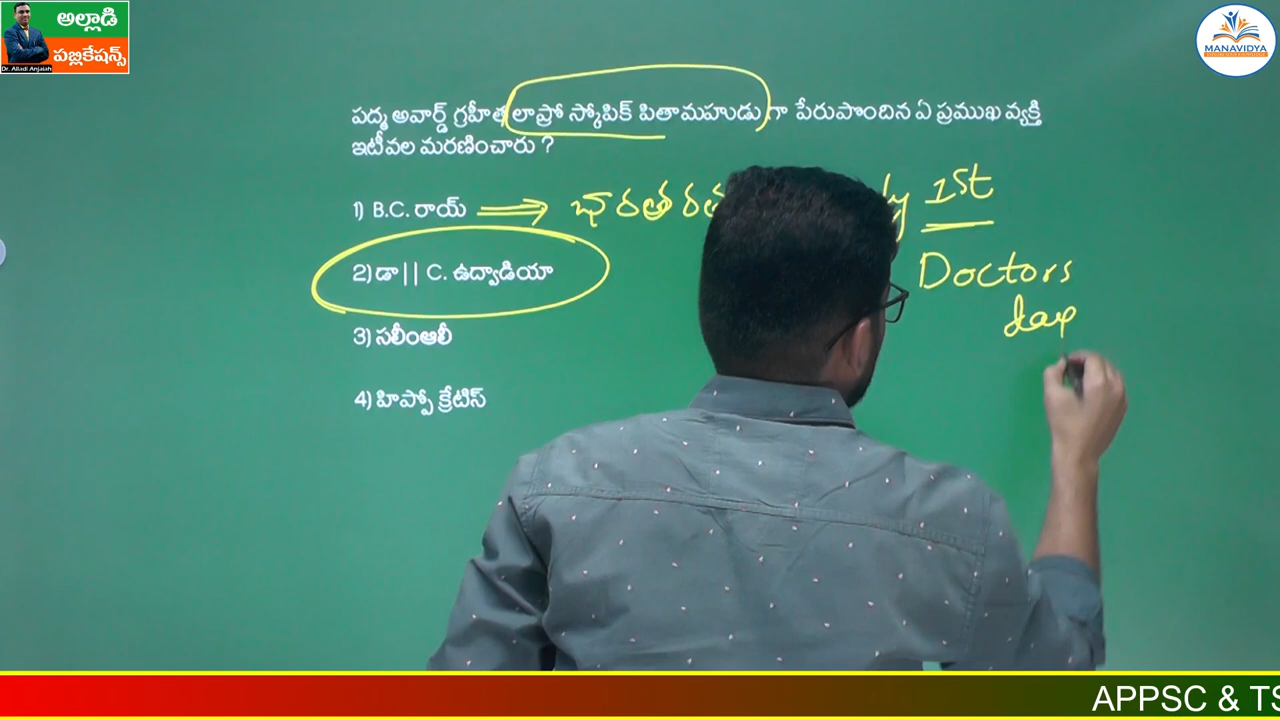 అల్లాడి
పబ్లికేషన్స్
Dr. Alladi Anjaiah
MANAVIDYA
పద్మ అవార్డ్ గ్రహీత లాప్రో స్కోపిక్ పితామహుడు గా పేరుపొందిన ఏ ప్రముఖ వ్యక్తి
ఇటీవల మరణించారు ?
1) B.C. రాయ్ భారత 1st
2) డా|| C. ఉద్వాడియా
Doctors
day
3) సలీంఆలీ
4) హిప్పో క్రేటిస్
APPSC & TS